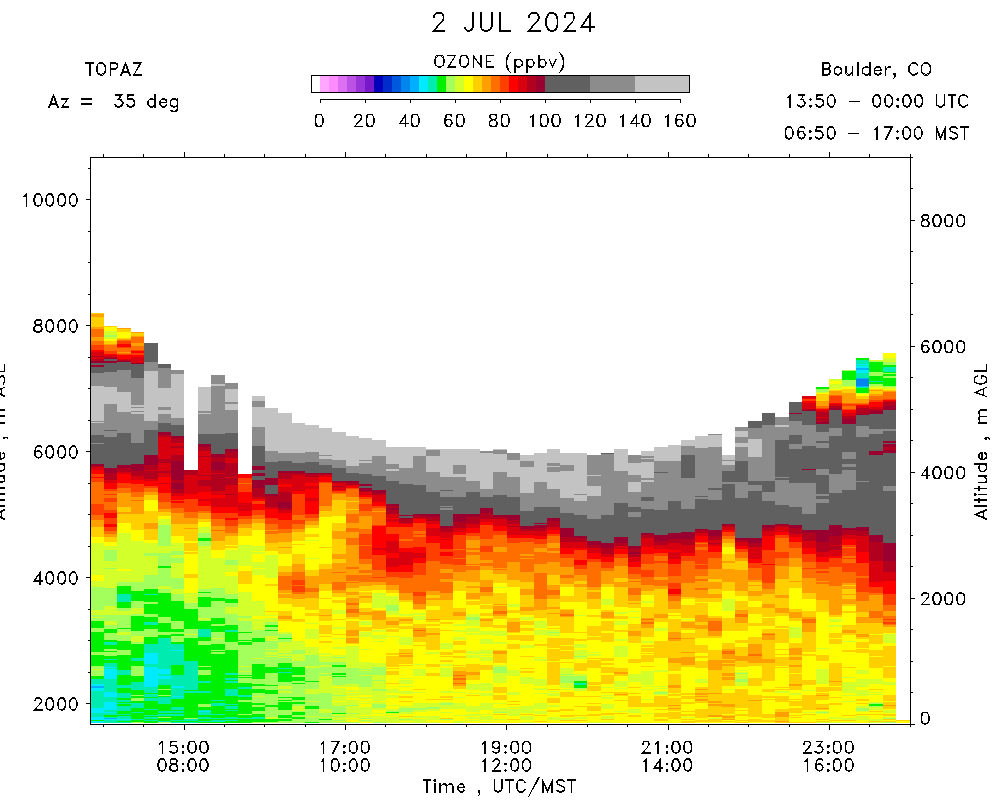 2 JUL 2024
OZONE (ppbv)
TOPAZ
Boulder, CO
Az = 35 deg
13:50 - 00:00 UTC
0 20 40 60 80 100 120 140 160
06:50 - 17:00 MST
10000
8000
8000
6000
6000
4000
4000
2000
2000
0
Altitude , m ASL
Altitude , m AGL
15:00 17:00 19:00 21:00 23:00
08:00 10:00 12:00 14:00 16:00
Time , UTC/MST